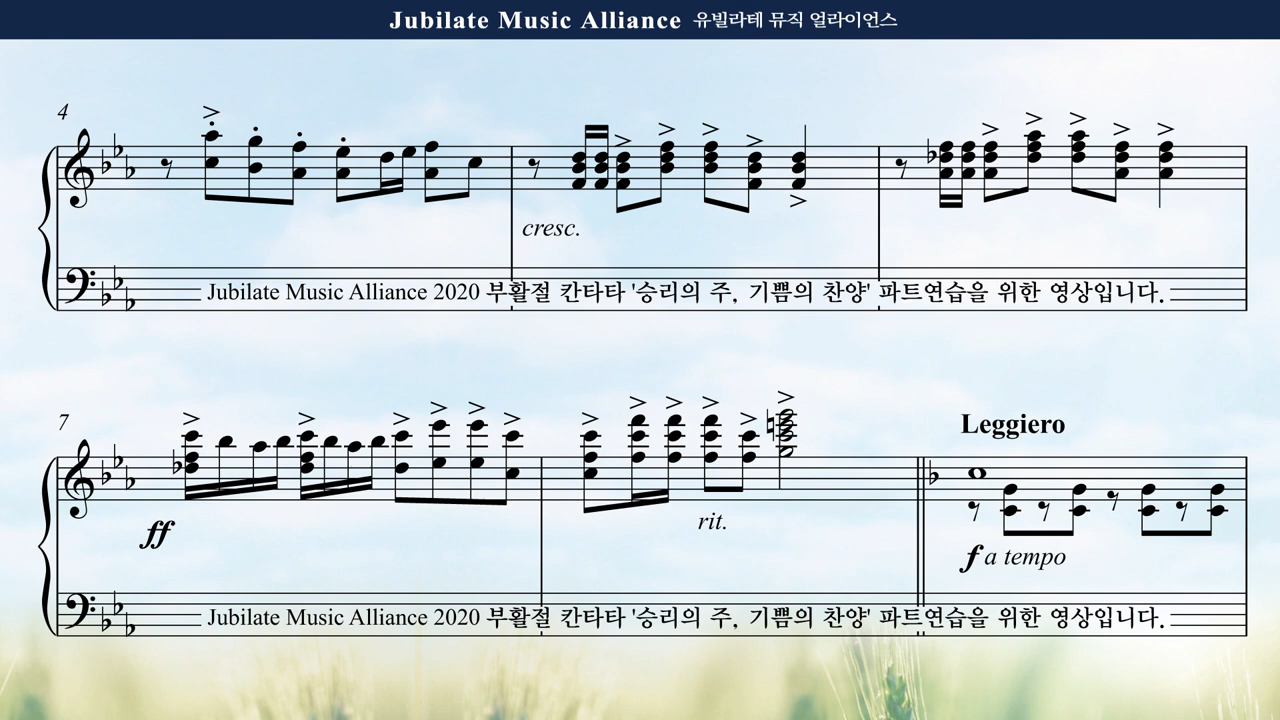 Jubilate Music Alliance 유빌라테 뮤직 얼라이언스
4
cresc.
Jubilate Music Alliance 2020 부활절 칸타타 '승리의 주, 기쁨의 찬양' 파트연습을 위한 영상입니다.
7
Leggiero
ff
rit.
f a tempo
Jubilate Music Alliance 2020 부활절 칸타타 '승리의 주, 기쁨의 찬양' 파트연습을 위한 영상입니다.